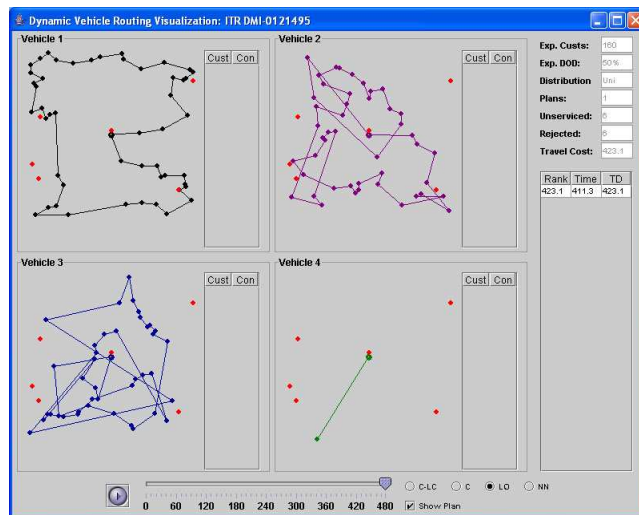 Dynamic Vehicle Routing Visualization: ITR DMI-0121495
Vehicle 1
Cust Con
Vehicle 2
Cust Con
Exp. Custs: 160
Exp. DOD: 50%
Distribution Uni
Plans: 1
Unserviced: 6
Rejected: 6
Travel Cost: 423.1
Rank Time TD
423.1 411.3 423.1
Vehicle 3
Cust Con
Vehicle 4
Cust Con
0 60 120 180 240 300 360 420 480
C-LC C LO NN
Show Plan